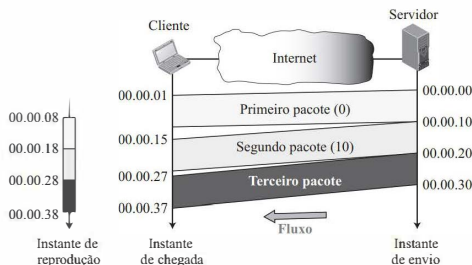 Cliente
Servidor
Internet
00.00.01
00.00.00
Primeiro pacote (0)
00.00.08
00.00.10
00.00.15
00.00.18
Segundo pacote (10)
00.00.20
00.00.27
00.00.28
Terceiro pacote
00.00.30
00.00.37
00.00.38
Fluxo
Instante de
reprodução
Instante
de chegada
Instante
de envio